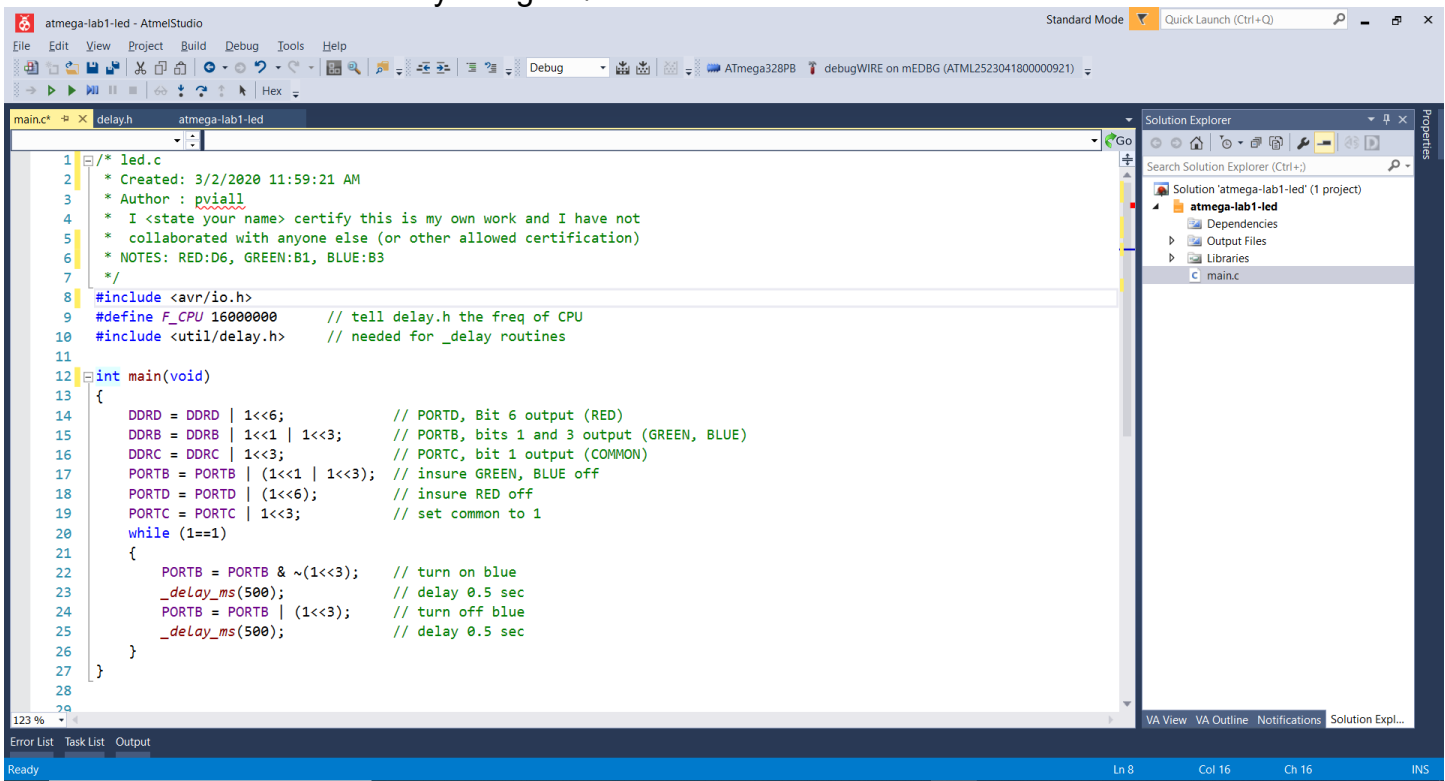 atmega-lab1-led - AtmelStudio
Standard Mode
Quick Launch (Ctrl+Q)
File Edit View Project Build Debug Tools Help
Debug
ATmega328PB
debugWIRE on mEDBG (ATML2523041800000921)
Hex
main.c* delay.h atmega-lab1-led
Go
1 /* led.c
2 * Created: 3/2/2020 11:59:21 AM
3 * Author : pviall
4 * I <state your name> certify this is my own work and I have not
5 * collaborated with anyone else (or other allowed certification)
6 * NOTES: RED:D6, GREEN:B1, BLUE:B3
7 */
8 #include <avr/io.h>
9 #define F_CPU 16000000 // tell delay.h the freq of CPU
10 #include <util/delay.h> // needed for _delay routines
11
12 int main(void)
13 {
14 DDRD = DDRD | 1<<6; // PORTD, Bit 6 output (RED)
15 DDRB = DDRB | 1<<1 | 1<<3; // PORTB, bits 1 and 3 output (GREEN, BLUE)
16 DDRC = DDRC | 1<<3; // PORTC, bit 1 output (COMMON)
17 PORTB = PORTB | (1<<1 | 1<<3); // insure GREEN, BLUE off
18 PORTD = PORTD | (1<<6); // insure RED off
19 PORTC = PORTC | 1<<3; // set common to 1
20 while (1==1)
21 {
22 PORTB = PORTB & ~(1<<3); // turn on blue
23 _delay_ms(500); // delay 0.5 sec
24 PORTB = PORTB | (1<<3); // turn off blue
25 _delay_ms(500); // delay 0.5 sec
26 }
27 }
28
29
123 %
Solution Explorer
Search Solution Explorer (Ctrl+;)
Solution 'atmega-lab1-led' (1 project)
atmega-lab1-led
Dependencies
Output Files
Libraries
main.c
Properties
VA View VA Outline Notifications Solution Expl...
Error List Task List Output
Ready
Ln 8 Col 16 Ch 16 INS